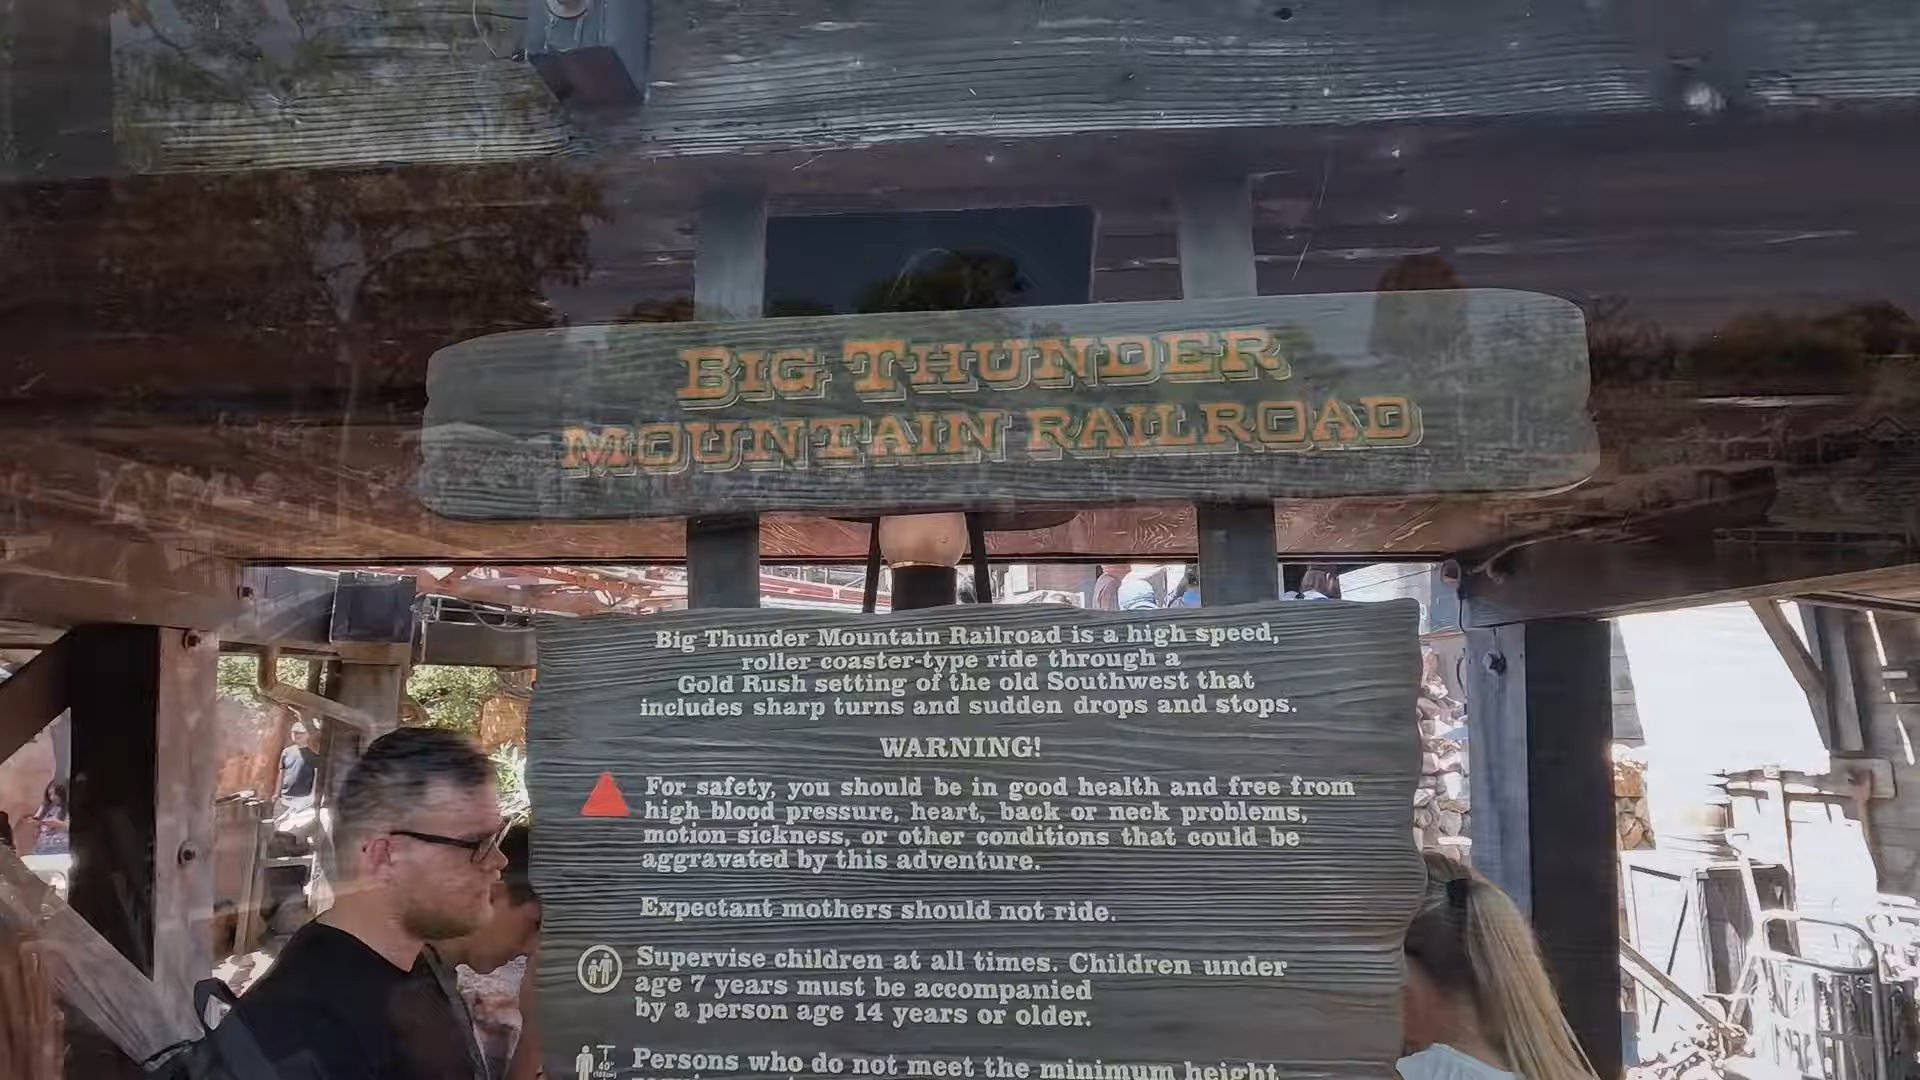 BIG THUNDER
MOUNTAIN RAILROAD
Big Thunder Mountain Railroad is a high speed,
roller coaster-type ride through a
Gold Rush setting of the old Southwest that
includes sharp turns and sudden drops and stops.
WARNING!
For safety, you should be in good health and free from
high blood pressure, heart, back or neck problems,
motion sickness, or other conditions that could be
aggravated by this adventure.
Expectant mothers should not ride.
Supervise children at all times. Children under
age 7 years must be accompanied
by a person age 14 years or older.
40"
Persons who do not meet the minimum height